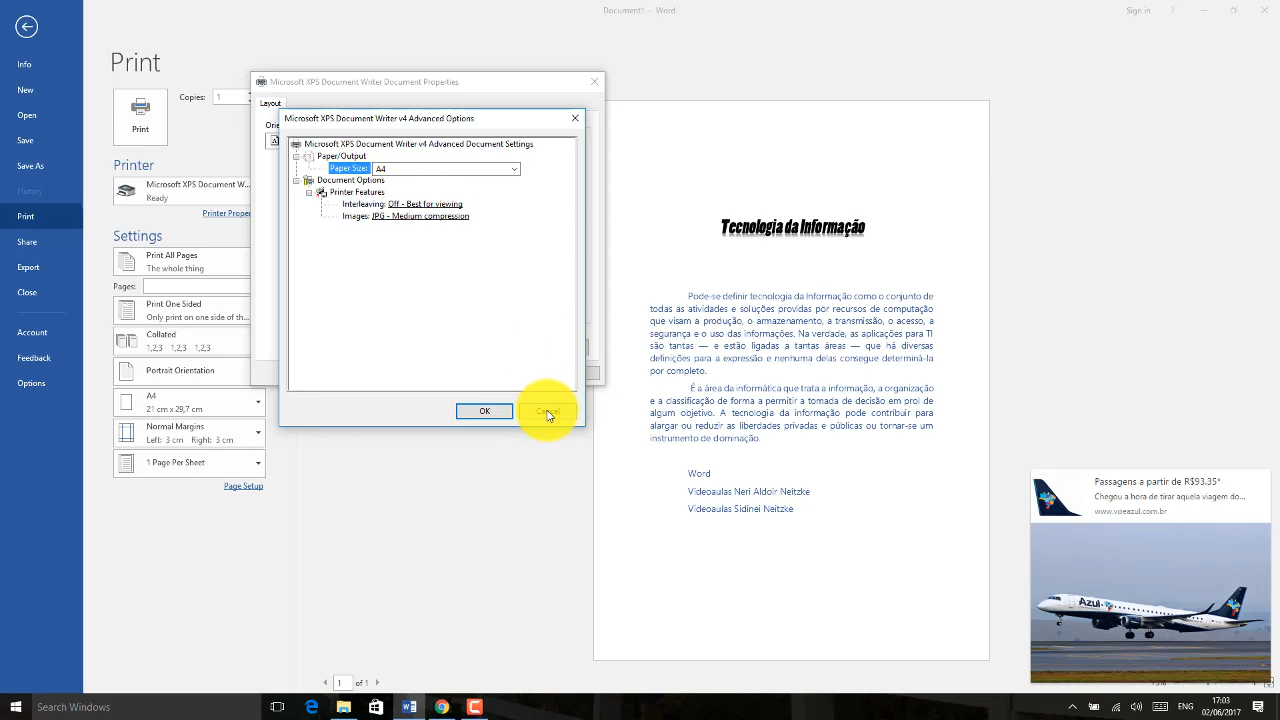 Document1 - Word
Sign in
?
Info
New
Open
Save
Save As
History
Print
Share
Export
Close
Account
Feedback
Options
Print
Print
Copies: 1
Printer
Microsoft XPS Document W...
Ready
Printer Proper
Settings
Print All Pages
The whole thing
Pages:
Print One Sided
Only print on one side of th...
Collated
1,2,3 1,2,3 1,2,3
Portrait Orientation
A4
21 cm x 29,7 cm
Normal Margins
Left: 3 cm Right: 3 cm
1 Page Per Sheet
Page Setup
Microsoft XPS Document Writer Document Properties
Layout
Orie
Microsoft XPS Document Writer v4 Advanced Options
Microsoft XPS Document Writer v4 Advanced Document Settings
Paper/Output
Paper Size: A4
Document Options
Printer Features
Interleaving: Off - Best for viewing
Images: JPG - Medium compression
OK
Cancel
Tecnologia da Informação
Pode-se definir tecnologia da Informação como o conjunto de
todas as atividades e soluções providas por recursos de computação
que visam a produção, o armazenamento, a transmissão, o acesso, a
segurança e o uso das informações. Na verdade, as aplicações para TI
são tantas — e estão ligadas a tantas áreas — que há diversas
definições para a expressão e nenhuma delas consegue determiná-la
por completo.
É a área da informática que trata a informação, a organização
e a classificação de forma a permitir a tomada de decisão em prol de
algum objetivo. A tecnologia da informação pode contribuir para
alargar ou reduzir as liberdades privadas e públicas ou tornar-se um
instrumento de dominação.
Word
Videoaulas Neri Aldoir Neitzke
Videoaulas Sidinei Neitzke
1 of 1
Passagens a partir de R$93,35*
Chegou a hora de tirar aquela viagem do...
www.voeazul.com.br
Azul
Search Windows
ENG
17:03
02/06/2017